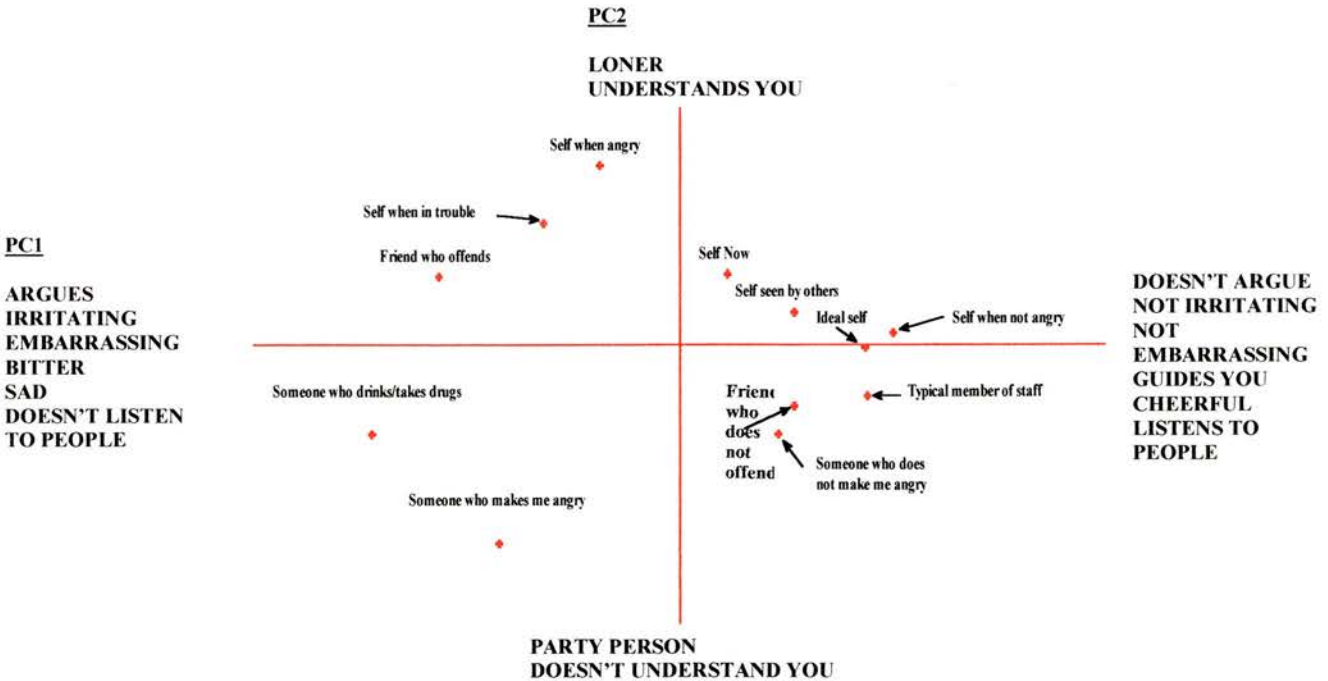 PC2
LONER
UNDERSTANDS YOU
Self when angry
Self when in trouble
Friend who offends
PC1
ARGUES
IRRITATING
EMBARRASSING
BITTER
SAD
DOESN'T LISTEN
TO PEOPLE
Self Now
Self seen by others
Ideal self
Self when not angry
DOESN'T ARGUE
NOT IRRITATING
NOT
EMBARRASSING
GUIDES YOU
CHEERFUL
LISTENS TO
PEOPLE
Someone who drinks/takes drugs
Someone who makes me angry
Friend
who
does
not
offend
Typical member of staff
Someone who does
not make me angry
PARTY PERSON
DOESN'T UNDERSTAND YOU